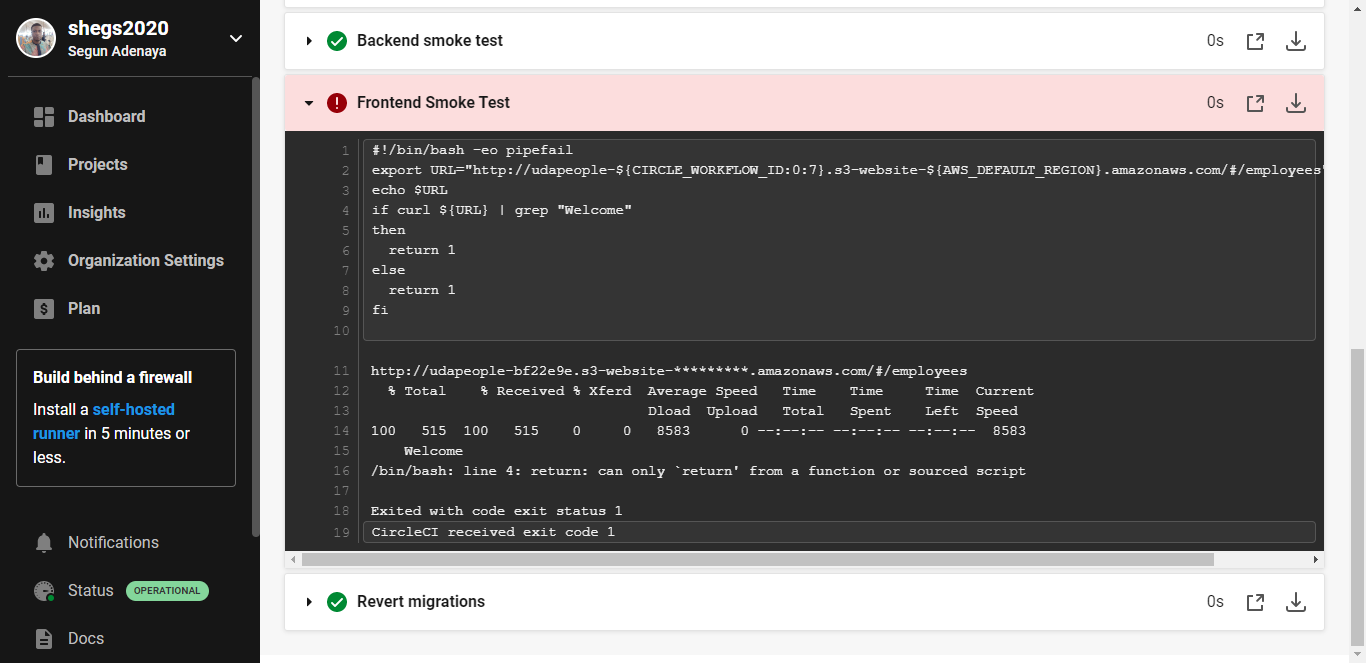 shegs2020
Segun Adenaya
Dashboard
Projects
Insights
Organization Settings
Plan
Build behind a firewall
Install a self-hosted
runner in 5 minutes or
less.
Notifications
Status OPERATIONAL
Docs
Backend smoke test 0s
Frontend Smoke Test 0s
1 #!/bin/bash -eo pipefail
2 export URL="http://udapeople-${CIRCLE_WORKFLOW_ID:0:7}.s3-website-${AWS_DEFAULT_REGION}.amazonaws.com/#/employees"
3 echo $URL
4 if curl ${URL} | grep "Welcome"
5 then
6 return 1
7 else
8 return 1
9 fi
10
11 http://udapeople-bf22e9e.s3-website-*********.amazonaws.com/#/employees
12 % Total % Received % Xferd Average Speed Time Time Time Current
13 Dload Upload Total Spent Left Speed
14 100 515 100 515 0 0 8583 0 --:--:-- --:--:-- --:--:-- 8583
15 Welcome
16 /bin/bash: line 4: return: can only `return' from a function or sourced script
17
18 Exited with code exit status 1
19 CircleCI received exit code 1
Revert migrations 0s